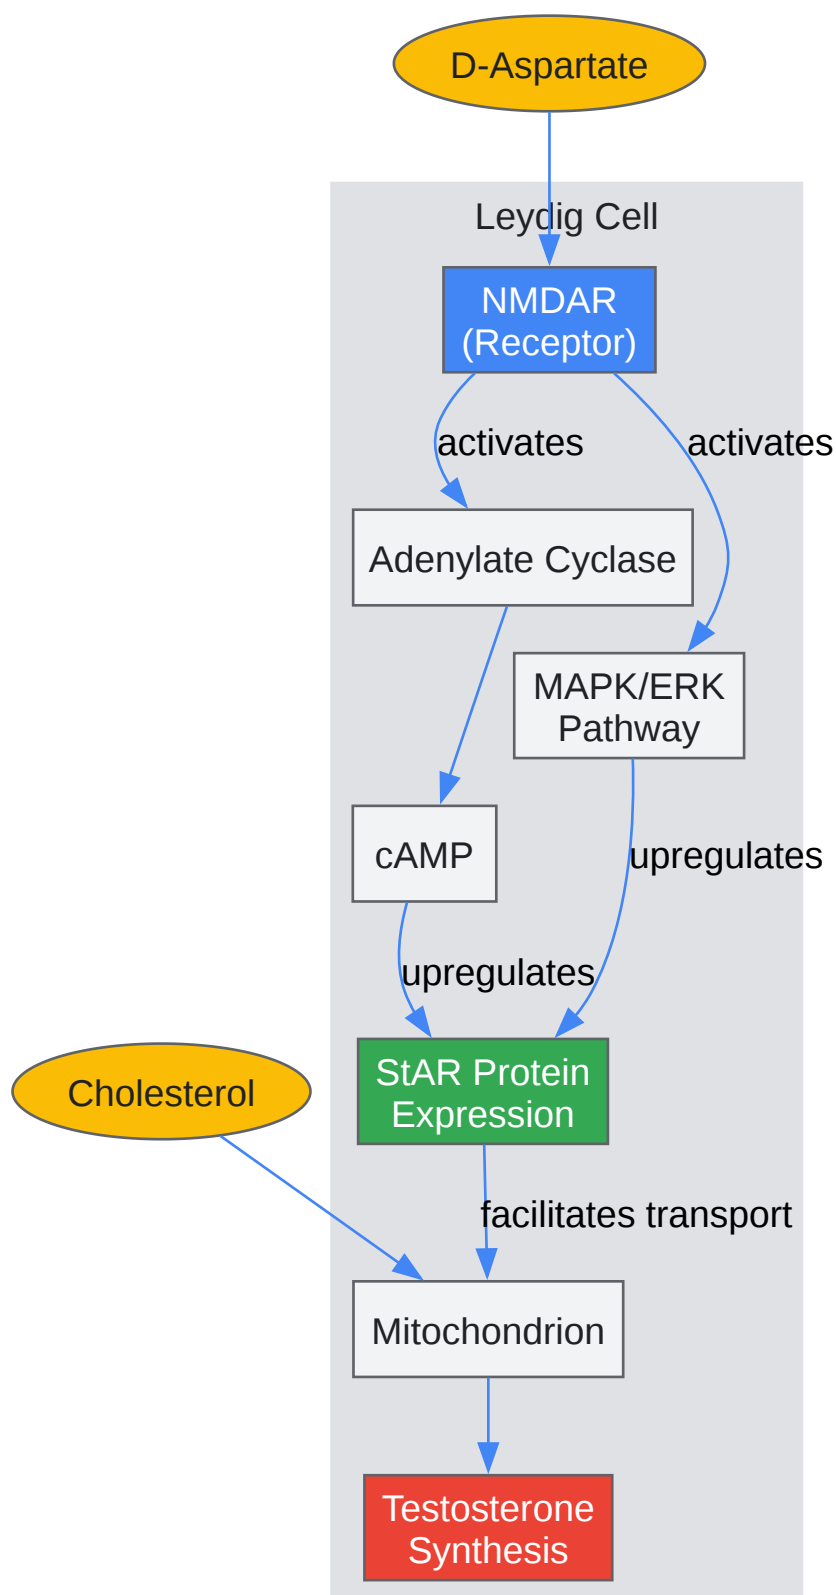 D-Aspartate
Leydig Cell
NMDAR
(Receptor)
activates
activates
Adenylate Cyclase
MAPK/ERK
Pathway
cAMP
upregulates
upregulates
StAR Protein
Expression
Cholesterol
facilitates transport
Mitochondrion
Testosterone
Synthesis